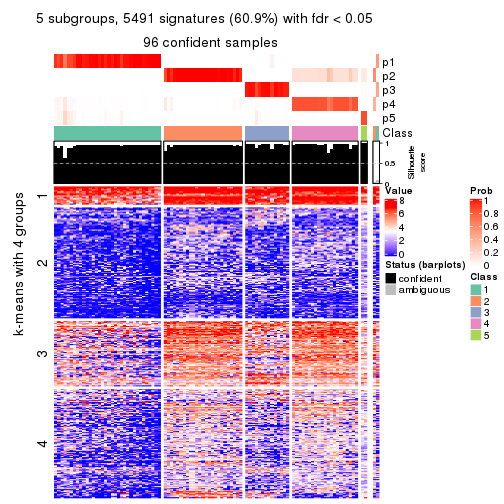 5 subgroups, 5491 signatures (60.9%) with fdr < 0.05
96 confident samples
p1
p2
p3
p4
p5
Class
1
0.5
0
Silhouette
score
k-means with 4 groups
1
2
3
4
Value
8
6
4
2
0
Status (barplots)
confident
ambiguous
Prob
1
0.8
0.6
0.4
0.2
0
Class
1
2
3
4
5